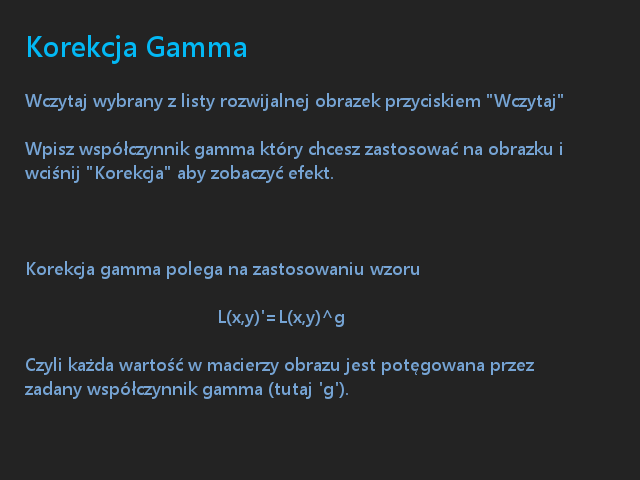 Korekcja Gamma
Wczytaj wybrany z listy rozwijalnej obrazek przyciskiem "Wczytaj"
Wpisz współczynnik gamma który chcesz zastosować na obrazku i
wciśnij "Korekcja" aby zobaczyć efekt.
Korekcja gamma polega na zastosowaniu wzoru
L(x,y)'=L(x,y)^g
Czyli każda wartość w macierzy obrazu jest potęgowana przez
zadany współczynnik gamma (tutaj 'g').